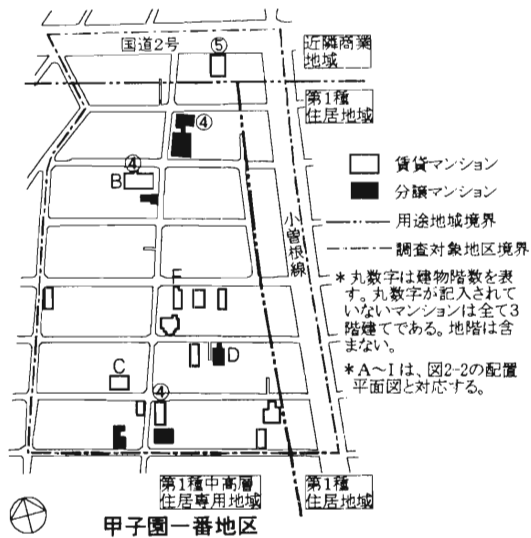 国道2号
⑤
近隣商業
地域
第1種
住居地域
④
④
B
賃貸マンション
分譲マンション
用途地域境界
調査対象地区境界
小曽根線
*丸数字は建物階数を表
す。丸数字が記入されて
いないマンションは全て3
階建てである。地階は含
まない。
*A~Iは、図2-2の配置
平面図と対応する。
E
D
C
④
第1種中高層
住居専用地域
第1種
住居地域
甲子園一番地区